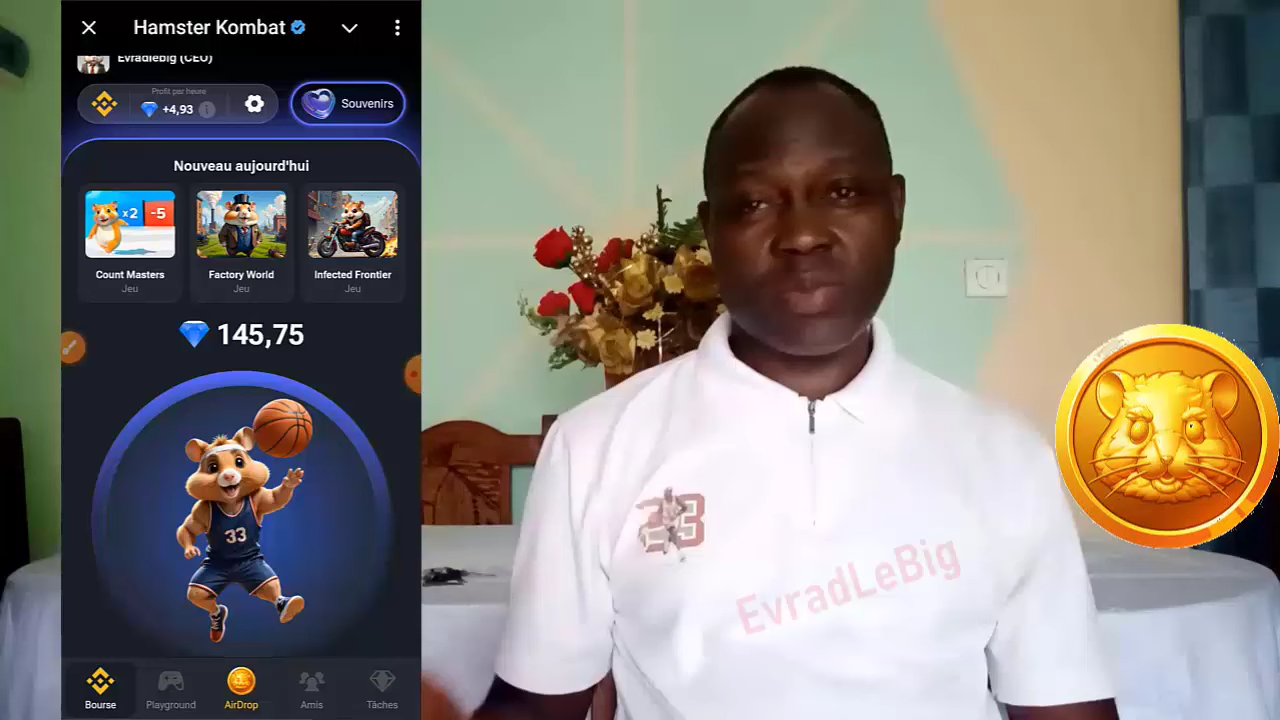 Hamster Kombat
Evradlebig (CEO)
Profit par heure
+4,93
Souvenirs
Nouveau aujourd'hui
x2
-5
Count Masters
Jeu
Factory World
Jeu
Infected Frontier
Jeu
145,75
33
Bourse
Playground
AirDrop
Amis
Tâches
23
EvradLeBig